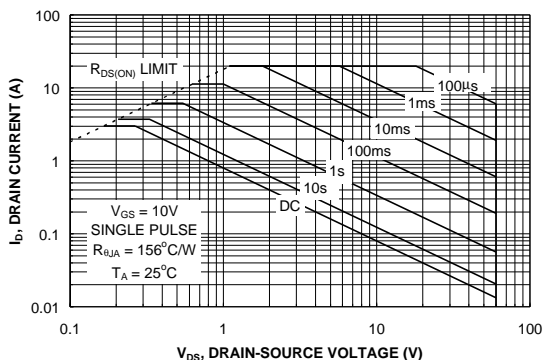 100
10
1
0.1
0.01
I_D, DRAIN CURRENT (A)
R_DS(ON) LIMIT
100μs
1ms
10ms
100ms
1s
10s
DC
V_GS = 10V
SINGLE PULSE
R_θJA = 156°C/W
T_A = 25°C
0.1
1
10
100
V_DS, DRAIN-SOURCE VOLTAGE (V)